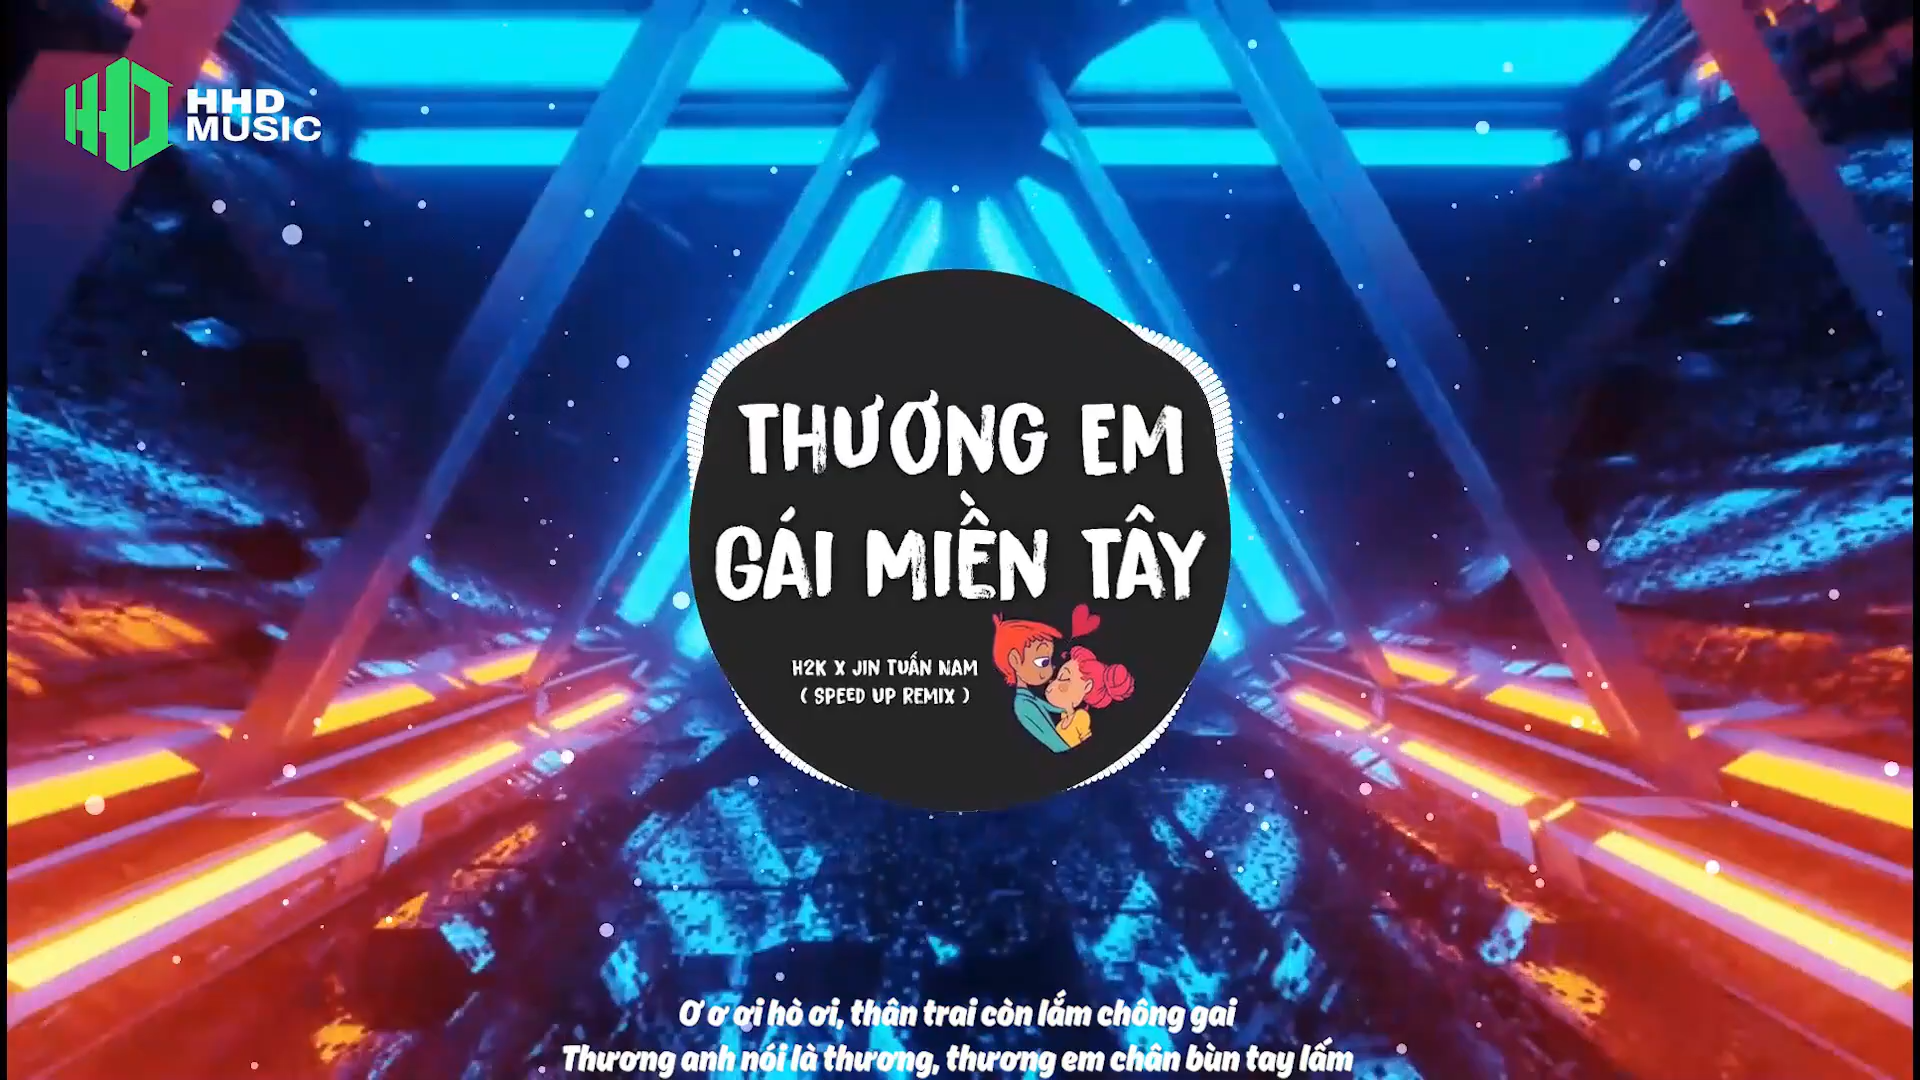 HHD
MUSIC
THƯƠNG EM
GÁI MIỀN TÂY
H2K X JIN TUẤN NAM
( SPEED UP REMIX )
Ơ ơ ơi hò ơi, thân trai còn lắm chông gai
Thương anh nói là thương, thương em chân bùn tay lấm